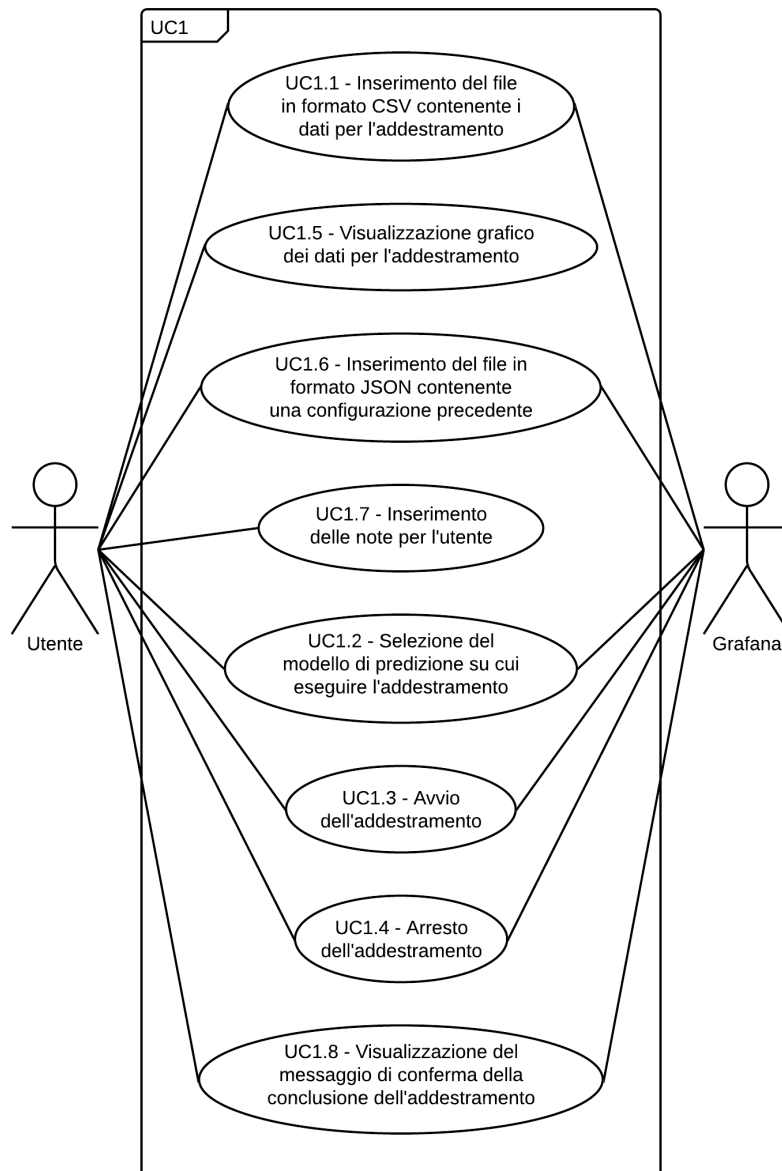 UC1
UC1.1 - Inserimento del file
in formato CSV contenente i
dati per l'addestramento
UC1.5 - Visualizzazione grafico
dei dati per l'addestramento
UC1.6 - Inserimento del file in
formato JSON contenente
una configurazione precedente
UC1.7 - Inserimento
delle note per l'utente
Utente
Grafana
UC1.2 - Selezione del
modello di predizione su cui
eseguire l'addestramento
UC1.3 - Avvio
dell'addestramento
UC1.4 - Arresto
dell'addestramento
UC1.8 - Visualizzazione del
messaggio di conferma della
conclusione dell'addestramento